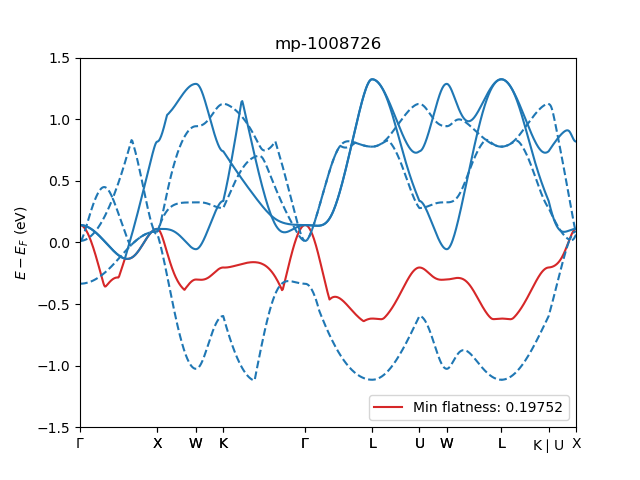 mp-1008726
E − E_F (eV)
1.5
1.0
0.5
0.0
−0.5
−1.0
−1.5
Min flatness: 0.19752
Γ X W K Γ L U W L K | U X